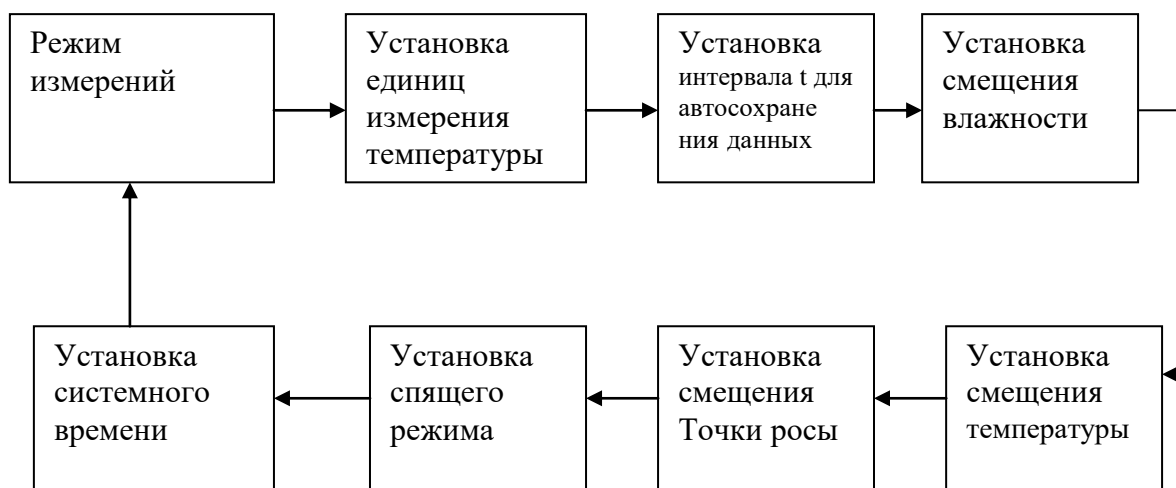 Режим
измерений
Установка
единиц
измерения
температуры
Установка
интервала t для
автосохране
ния данных
Установка
смещения
влажности
Установка
системного
времени
Установка
спящего
режима
Установка
смещения
Точки росы
Установка
смещения
температуры